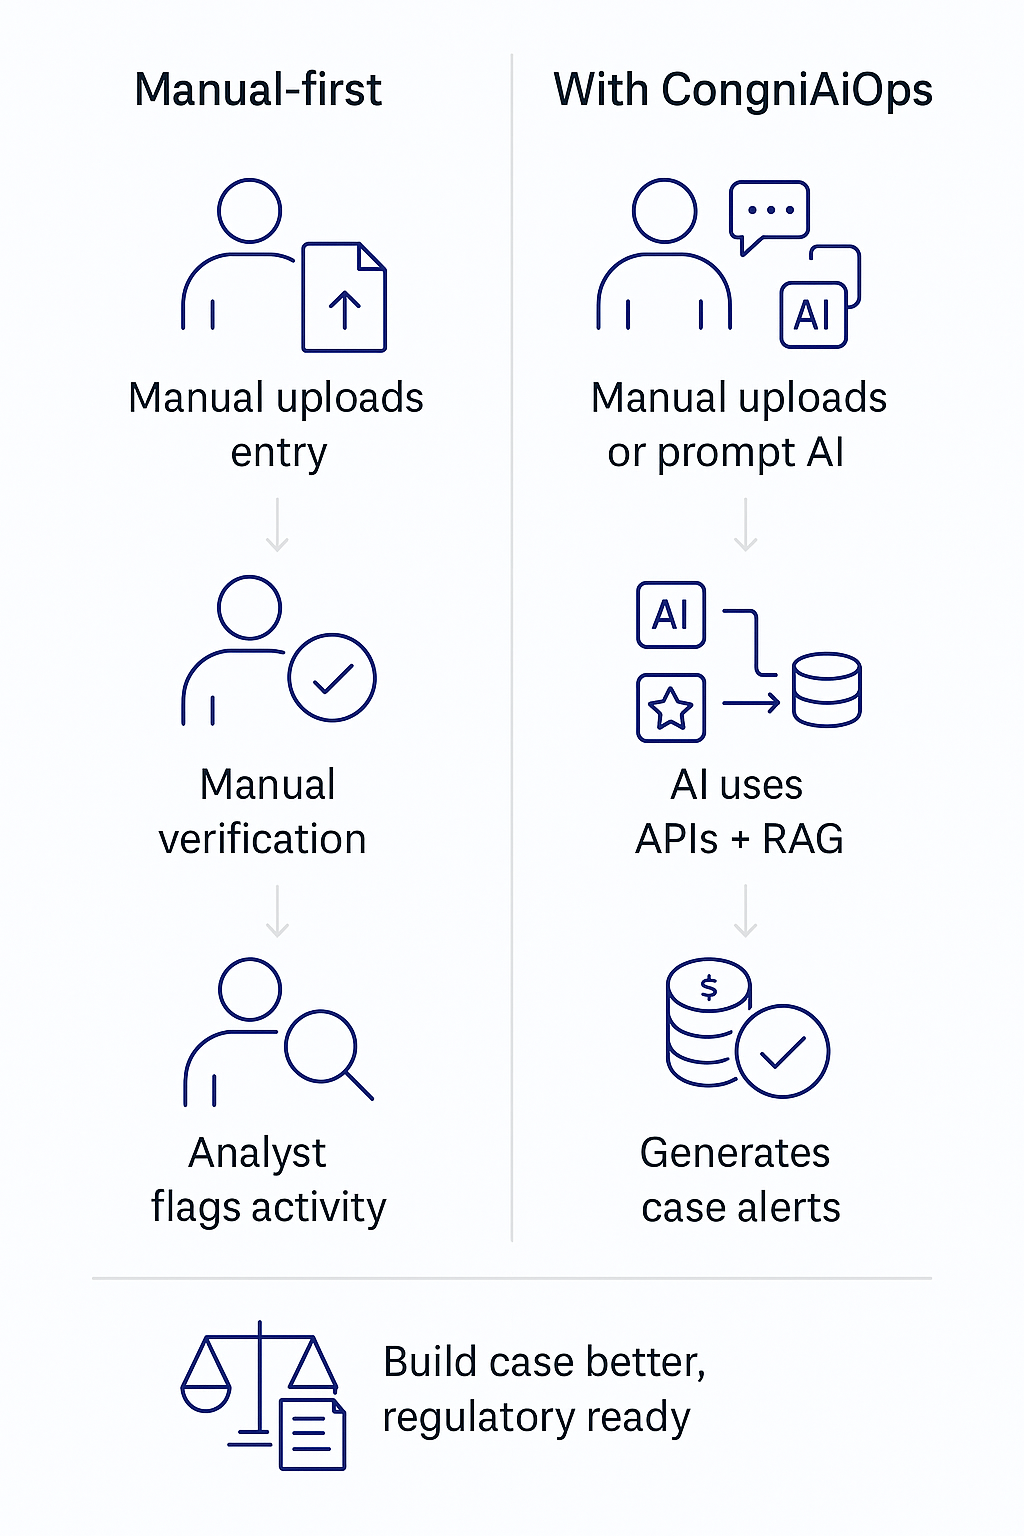 Manual-first
Manual uploads
entry
Manual
verification
Analyst
flags activity
With CongniAiOps
AI
Manual uploads
or prompt AI
AI
AI uses
APIs + RAG
$
Generates
case alerts
Build case better,
regulatory ready